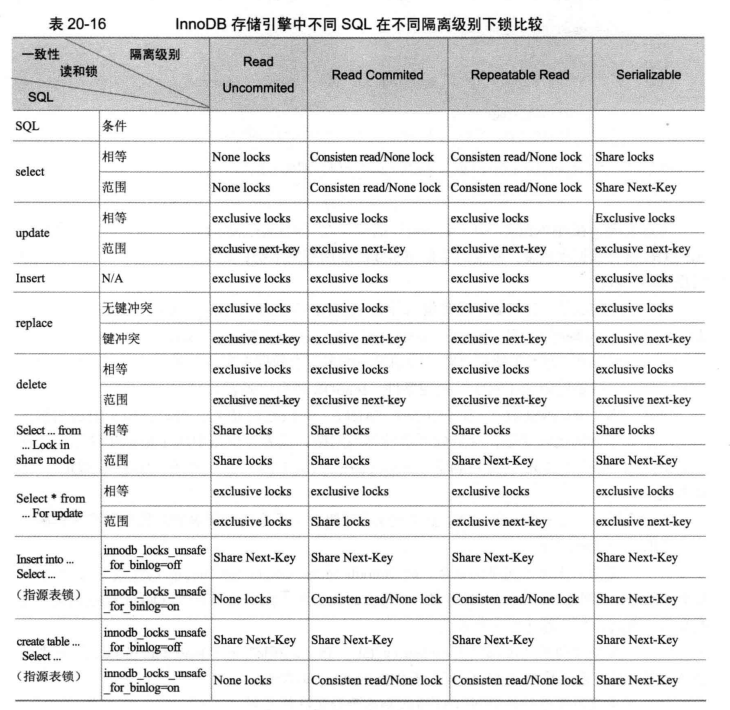 表 20-16 InnoDB 存储引擎中不同 SQL 在不同隔离级别下锁比较
一致性 隔离级别
读和锁
SQL
Read
Uncommited
Read Commited
Repeatable Read
Serializable
SQL 条件
select
相等 None locks Consisten read/None lock Consisten read/None lock Share locks
范围 None locks Consisten read/None lock Consisten read/None lock Share Next-Key
update
相等 exclusive locks exclusive locks exclusive locks Exclusive locks
范围 exclusive next-key exclusive next-key exclusive next-key exclusive next-key
Insert N/A exclusive locks exclusive locks exclusive locks exclusive locks
replace
无键冲突 exclusive locks exclusive locks exclusive locks exclusive locks
键冲突 exclusive next-key exclusive next-key exclusive next-key exclusive next-key
delete
相等 exclusive locks exclusive locks exclusive locks exclusive locks
范围 exclusive next-key exclusive next-key exclusive next-key exclusive next-key
Select ... from
... Lock in
share mode
相等 Share locks Share locks Share locks Share locks
范围 Share locks Share locks Share Next-Key Share Next-Key
Select * from
... For update
相等 exclusive locks exclusive locks exclusive locks exclusive locks
范围 exclusive locks Share locks exclusive next-key exclusive next-key
Insert into ...
Select ...
（指源表锁）
innodb_locks_unsafe
_for_binlog=off
Share Next-Key Share Next-Key Share Next-Key Share Next-Key
innodb_locks_unsafe
_for_binlog=on
None locks Consisten read/None lock Consisten read/None lock Share Next-Key
create table ...
Select ...
（指源表锁）
innodb_locks_unsafe
_for_binlog=off
Share Next-Key Share Next-Key Share Next-Key Share Next-Key
innodb_locks_unsafe
_for_binlog=on
None locks Consisten read/None lock Consisten read/None lock Share Next-Key